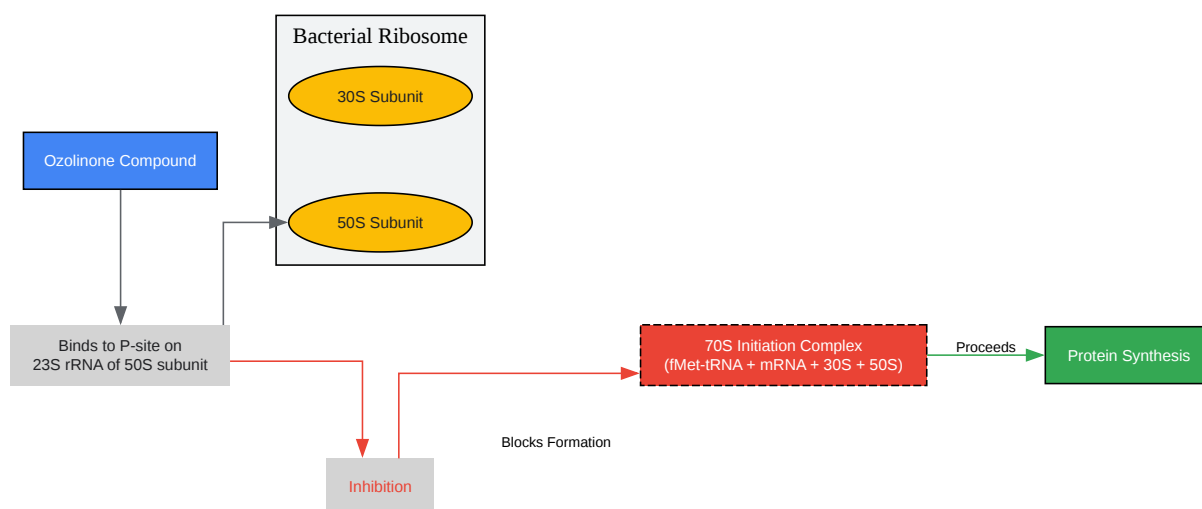 Bacterial Ribosome
30S Subunit
Ozolinone Compound
50S Subunit
Binds to P-site on
23S rRNA of 50S subunit
70S Initiation Complex
(fMet-tRNA + mRNA + 30S + 50S)
Proceeds
Protein Synthesis
Blocks Formation
Inhibition